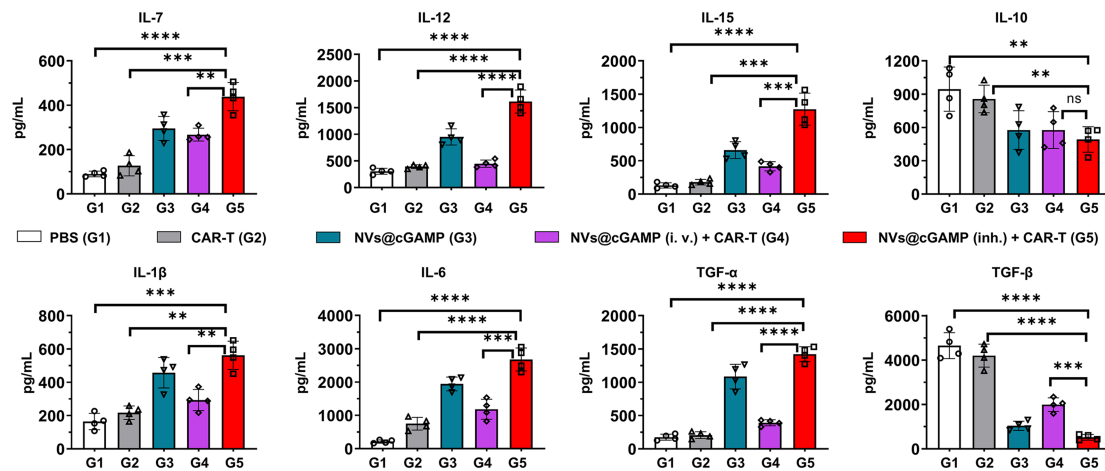 IL-7
****
***
**
pg/mL
600
400
200
0
G1 G2 G3 G4 G5
IL-12
****
****
****
pg/mL
2500
2000
1500
1000
500
0
G1 G2 G3 G4 G5
IL-15
****
***
***
pg/mL
2000
1500
1000
500
0
G1 G2 G3 G4 G5
IL-10
**
**
ns
pg/mL
1200
900
600
300
0
G1 G2 G3 G4 G5
PBS (G1) CAR-T (G2) NVs@cGAMP (G3) NVs@cGAMP (i. v.) + CAR-T (G4) NVs@cGAMP (inh.) + CAR-T (G5)
IL-1β
***
**
**
pg/mL
800
600
400
200
0
G1 G2 G3 G4 G5
IL-6
****
****
***
pg/mL
4000
3000
2000
1000
0
G1 G2 G3 G4 G5
TGF-α
****
****
****
pg/mL
2000
1500
1000
500
0
G1 G2 G3 G4 G5
TGF-β
****
****
***
pg/mL
6000
4000
2000
0
G1 G2 G3 G4 G5